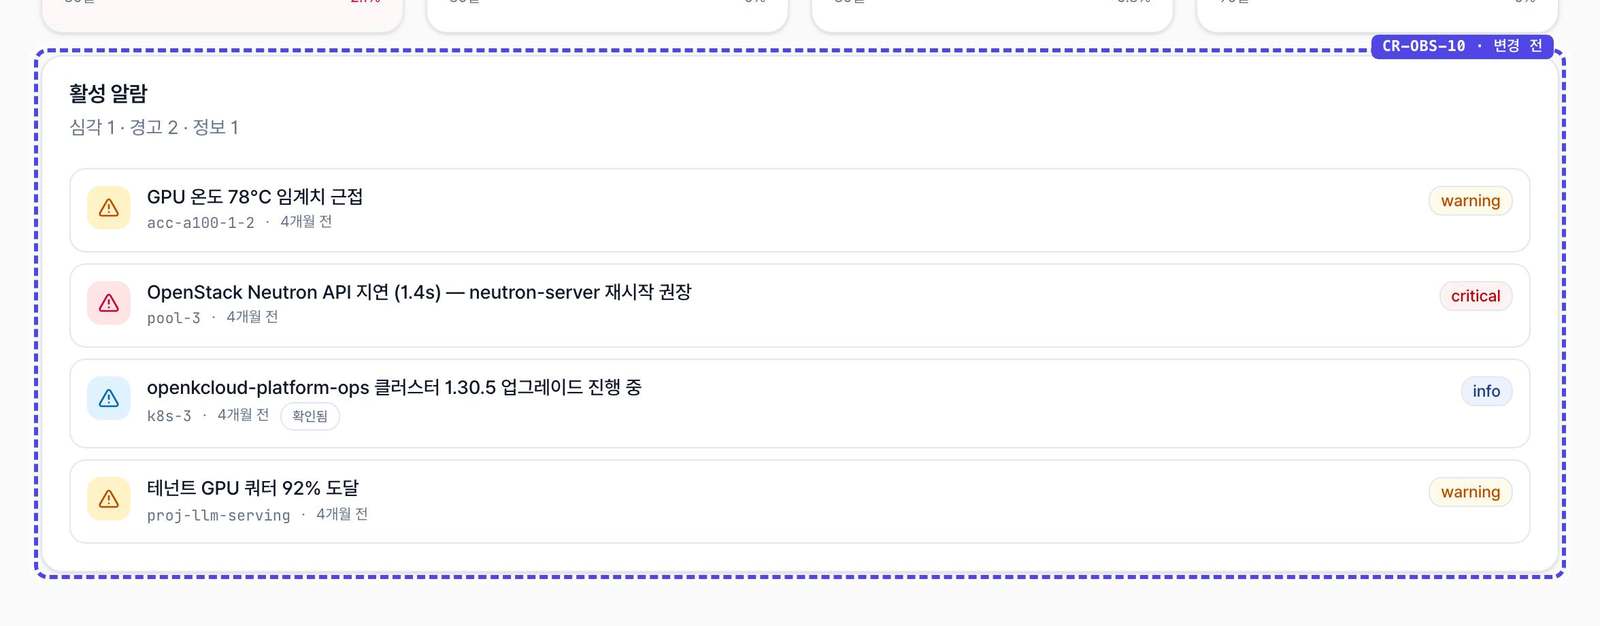 CR-OBS-10 · 변경 전
활성 알람
심각 1 · 경고 2 · 정보 1
GPU 온도 78°C 임계치 근접
warning
acc-a100-1-2 · 4개월 전
OpenStack Neutron API 지연 (1.4s) — neutron-server 재시작 권장
critical
pool-3 · 4개월 전
openkcloud-platform-ops 클러스터 1.30.5 업그레이드 진행 중
info
k8s-3 · 4개월 전 확인됨
테넌트 GPU 쿼터 92% 도달
warning
proj-llm-serving · 4개월 전